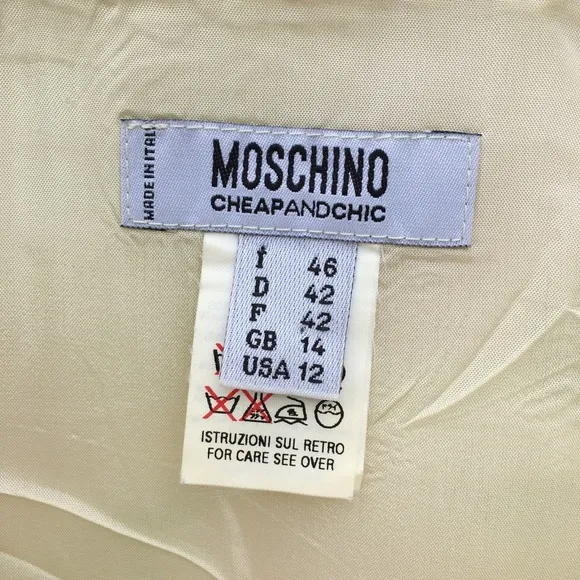 MADE IN ITALY
MOSCHINO
CHEAPANDCHIC
I 46
D 42
F 42
GB 14
USA 12
ISTRUZIONI SUL RETRO
FOR CARE SEE OVER